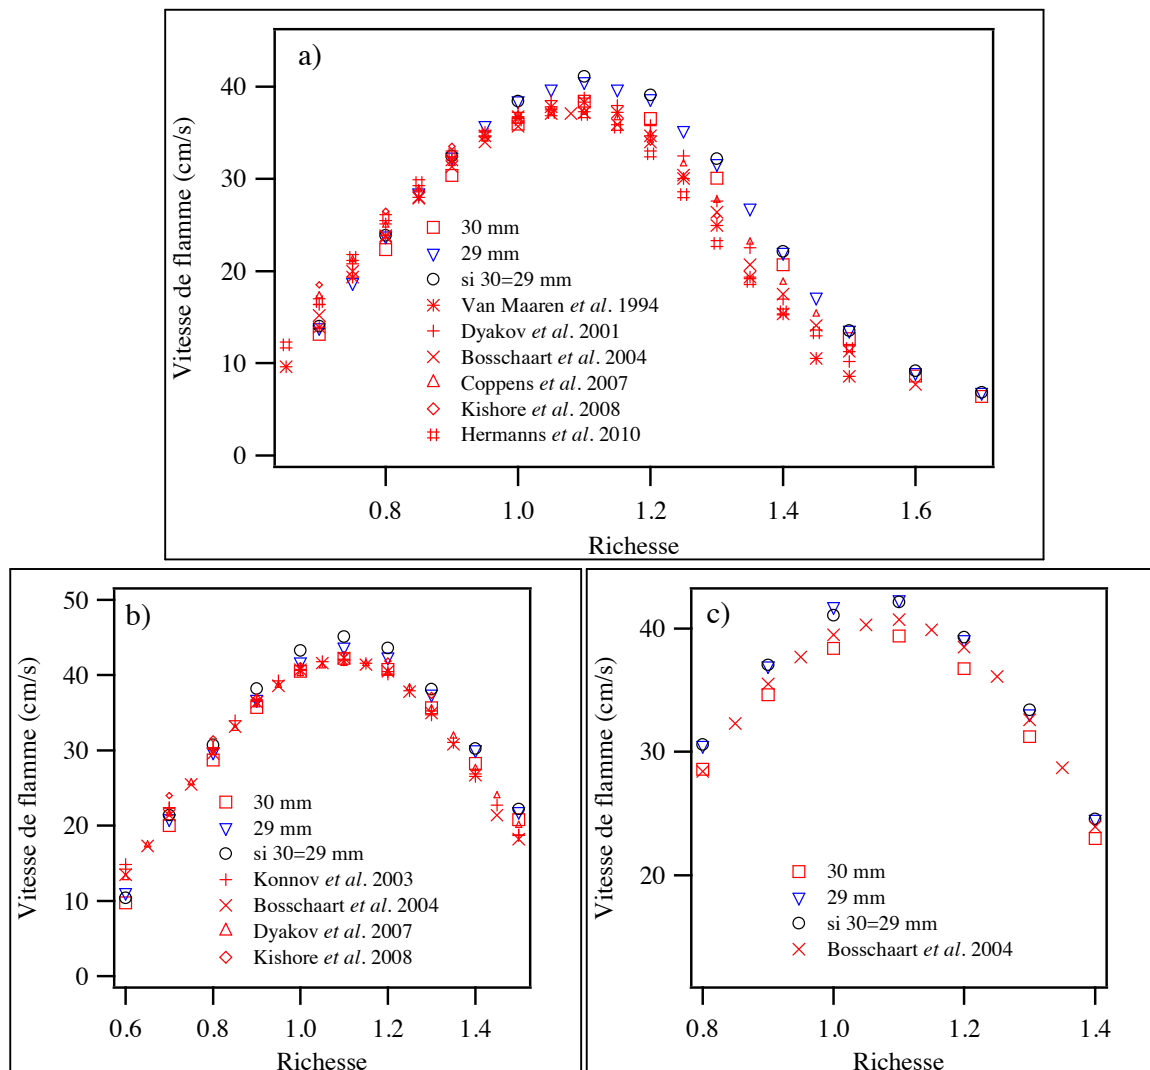 a)
Vitesse de flamme (cm/s)
40
30
20
10
0
30 mm
29 mm
si 30=29 mm
Van Maaren et al. 1994
Dyakov et al. 2001
Bosschaart et al. 2004
Coppens et al. 2007
Kishore et al. 2008
Hermanns et al. 2010
0.8 1.0 1.2 1.4 1.6
Richesse
b)
Vitesse de flamme (cm/s)
50
40
30
20
10
0
30 mm
29 mm
si 30=29 mm
Konnov et al. 2003
Bosschaart et al. 2004
Dyakov et al. 2007
Kishore et al. 2008
0.6 0.8 1.0 1.2 1.4
Richesse
c)
Vitesse de flamme (cm/s)
40
30
20
30 mm
29 mm
si 30=29 mm
Bosschaart et al. 2004
0.8 1.0 1.2 1.4
Richesse